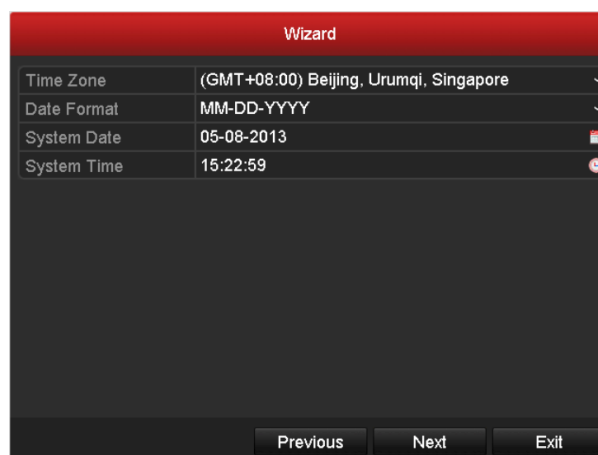 Wizard
Time Zone (GMT+08:00) Beijing, Urumqi, Singapore
Date Format MM-DD-YYYY
System Date 05-08-2013
System Time 15:22:59
Previous Next Exit